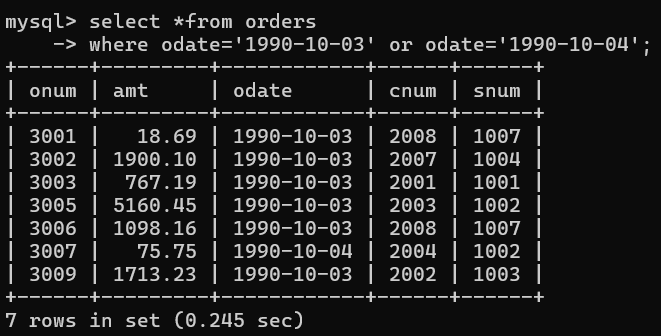 mysql> select *from orders
    -> where odate='1990-10-03' or odate='1990-10-04';
+------+---------+------------+------+------+
| onum | amt     | odate      | cnum | snum |
+------+---------+------------+------+------+
| 3001 |   18.69 | 1990-10-03 | 2008 | 1007 |
| 3002 | 1900.10 | 1990-10-03 | 2007 | 1004 |
| 3003 |  767.19 | 1990-10-03 | 2001 | 1001 |
| 3005 | 5160.45 | 1990-10-03 | 2003 | 1002 |
| 3006 | 1098.16 | 1990-10-03 | 2008 | 1007 |
| 3007 |   75.75 | 1990-10-04 | 2004 | 1002 |
| 3009 | 1713.23 | 1990-10-03 | 2002 | 1003 |
+------+---------+------------+------+------+
7 rows in set (0.245 sec)